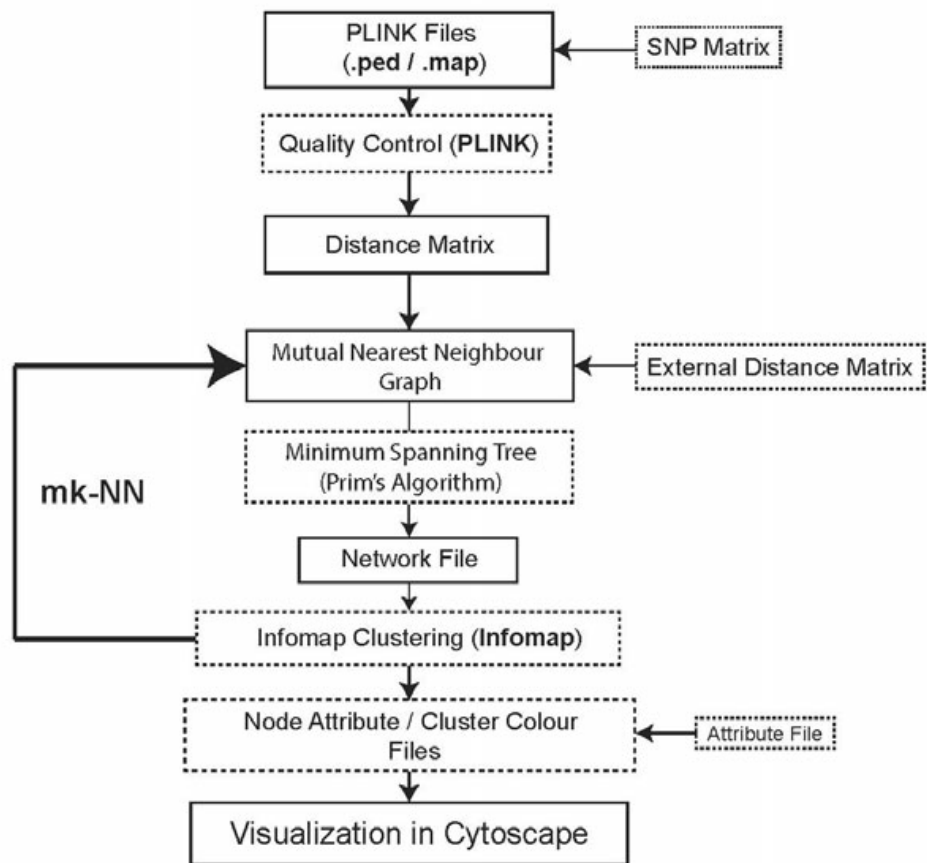 PLINK Files
(.ped / .map)
SNP Matrix
Quality Control (PLINK)
Distance Matrix
Mutual Nearest Neighbour
Graph
External Distance Matrix
Minimum Spanning Tree
(Prim's Algorithm)
mk-NN
Network File
Infomap Clustering (Infomap)
Node Attribute / Cluster Colour
Files
Attribute File
Visualization in Cytoscape